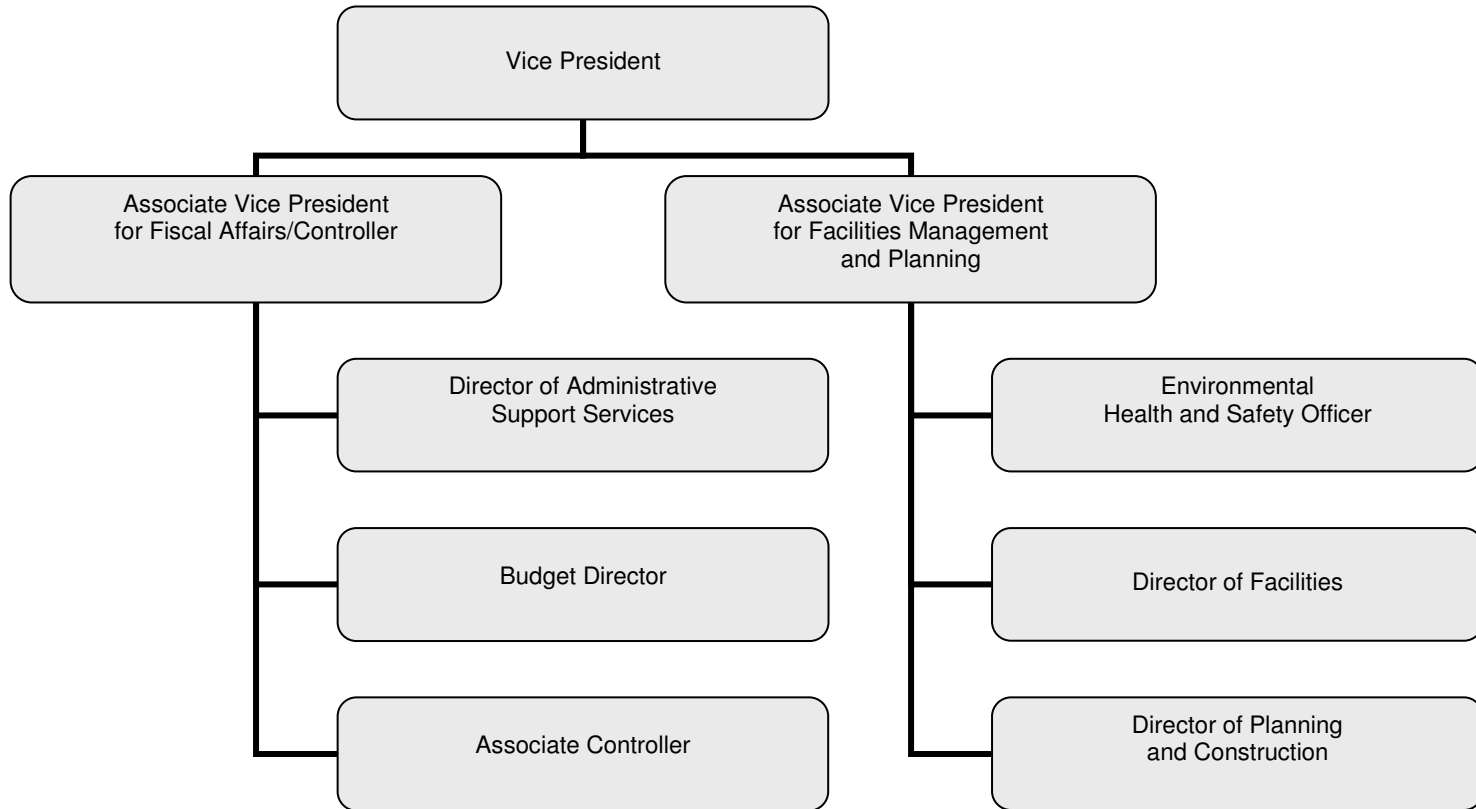 Vice President
Associate Vice President
for Fiscal Affairs/Controller
Associate Vice President
for Facilities Management
and Planning
Director of Administrative
Support Services
Environmental
Health and Safety Officer
Budget Director
Director of Facilities
Associate Controller
Director of Planning
and Construction